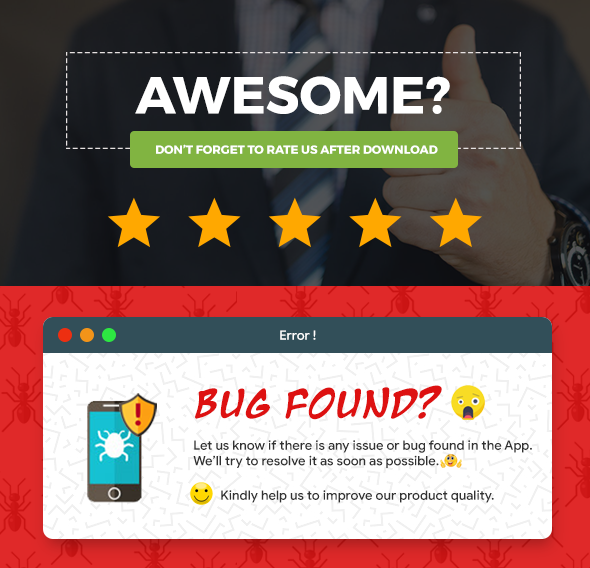 AWESOME?
DON'T FORGET TO RATE US AFTER DOWNLOAD
Error !
BUG FOUND?
Let us know if there is any issue or bug found in the App.
We'll try to resolve it as soon as possible.
Kindly help us to improve our product quality.